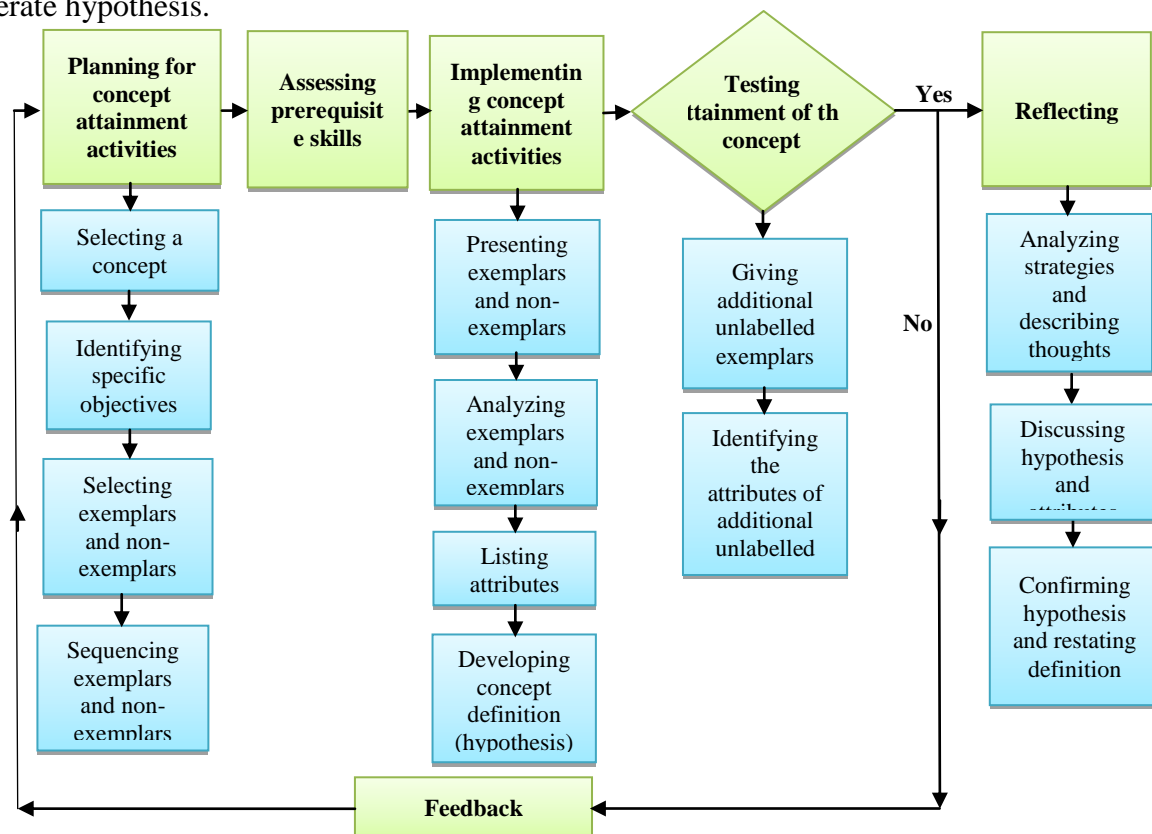 erate hypothesis.
Planning for
concept
attainment
activities
Assessing
prerequisit
e skills
Implementin
g concept
attainment
activities
Testing
ttainment of th
concept
Yes
Reflecting
Selecting a
concept
Identifying
specific
objectives
Selecting
exemplars
and non-
exemplars
Sequencing
exemplars
and non-
exemplars
Presenting
exemplars
and non-
exemplars
Analyzing
exemplars
and non-
exemplars
Listing
attributes
Developing
concept
definition
(hypothesis)
Giving
additional
unlabelled
exemplars
Identifying
the
attributes of
additional
unlabelled
No
Analyzing
strategies
and
describing
thoughts
Discussing
hypothesis
and
attributes
Confirming
hypothesis
and restating
definition
Feedback